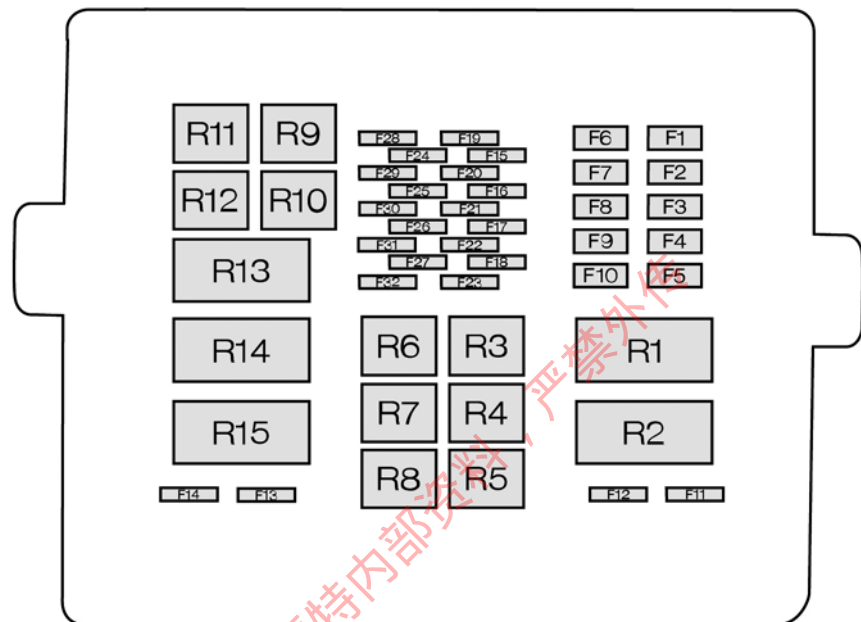 R11 R9
F28 F19
F6 F1
F24 F15
F29 F20
F7 F2
R12 R10
F25 F16
F30 F21
F8 F3
F26 F17
F31 F22
F9 F4
R13
F27 F18
F10 F5
F32 F23
R14
R6 R3
R1
R15
R7 R4
R2
R8 R5
F14 F13
F12 F11
特内部资料，严禁外传